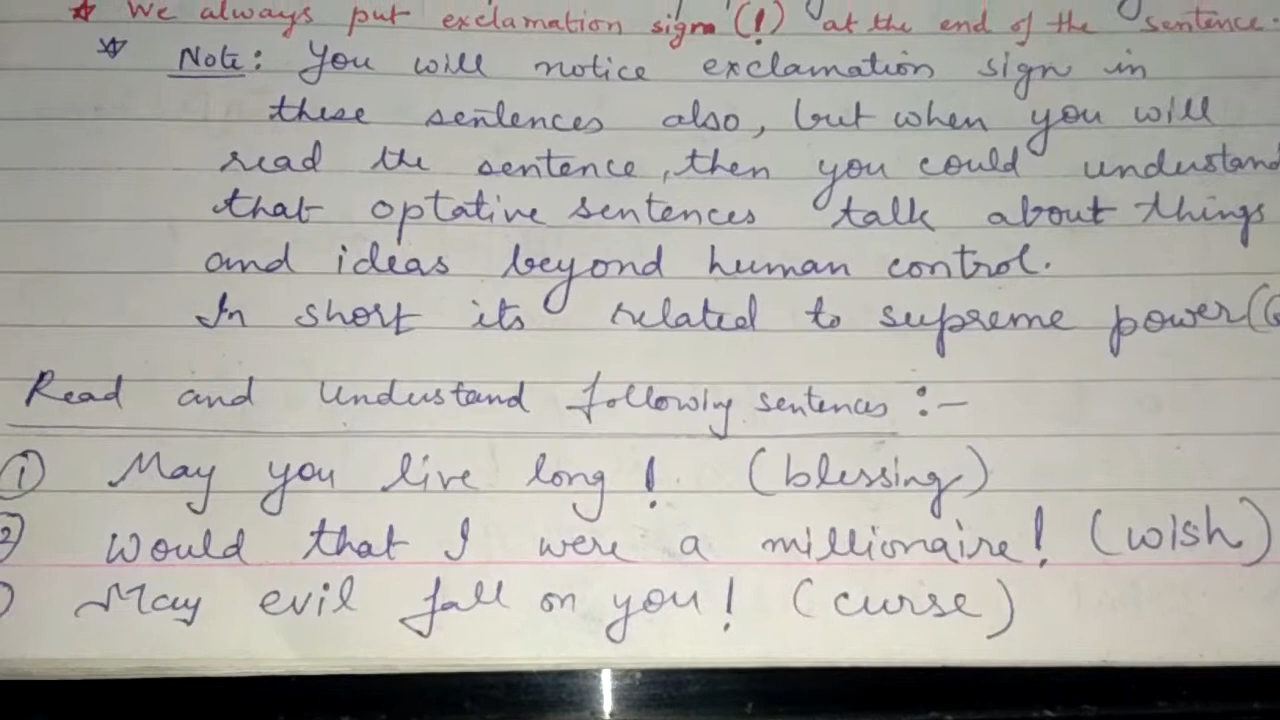 ☆ We always put exclamation sign (!) at the end of the sentence.
☆ Note: You will notice exclamation sign in
these sentences also, but when you will
read the sentence, then you could understand
that optative sentences talk about things
and ideas beyond human control.
In short its related to supreme power(
Read and Understand following sentences :-
① May you live long! (blessing)
② Would that I were a millionaire! (wish)
May evil fall on you! (curse)